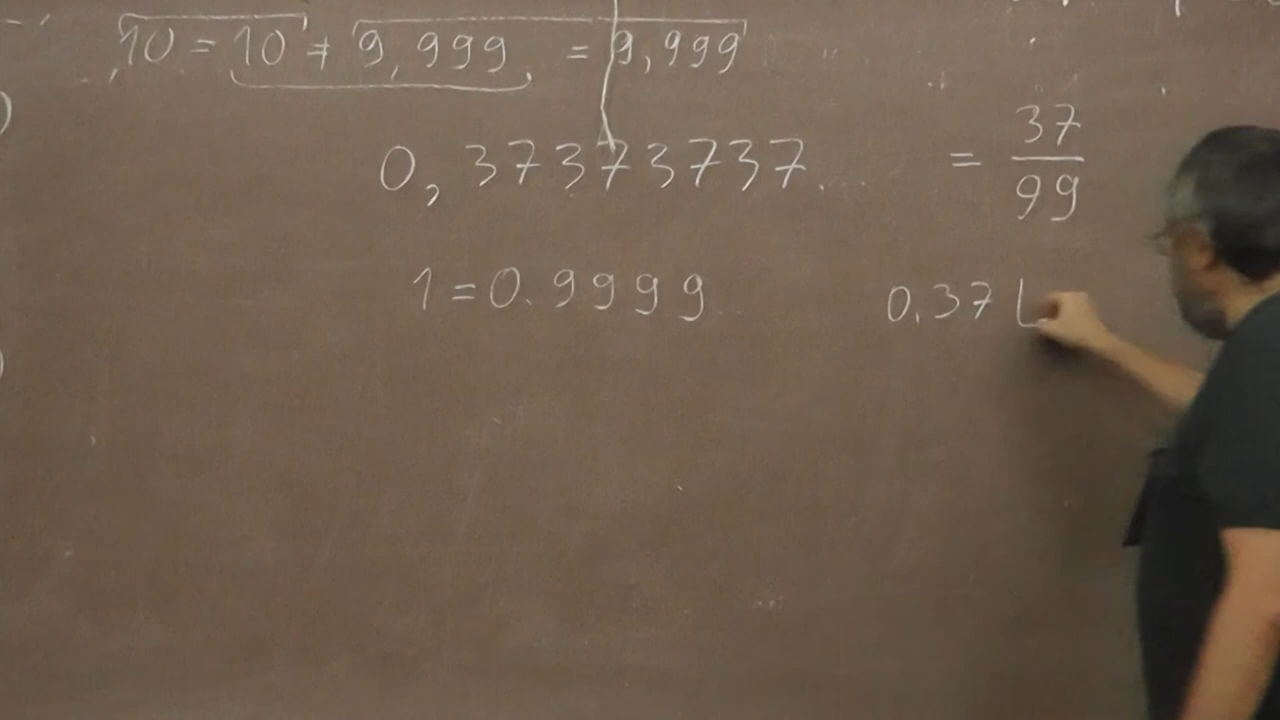 10 = 10 ≠ 9,999 = 9,999
0,37373737... = 37/99
1 = 0.9999 0.37